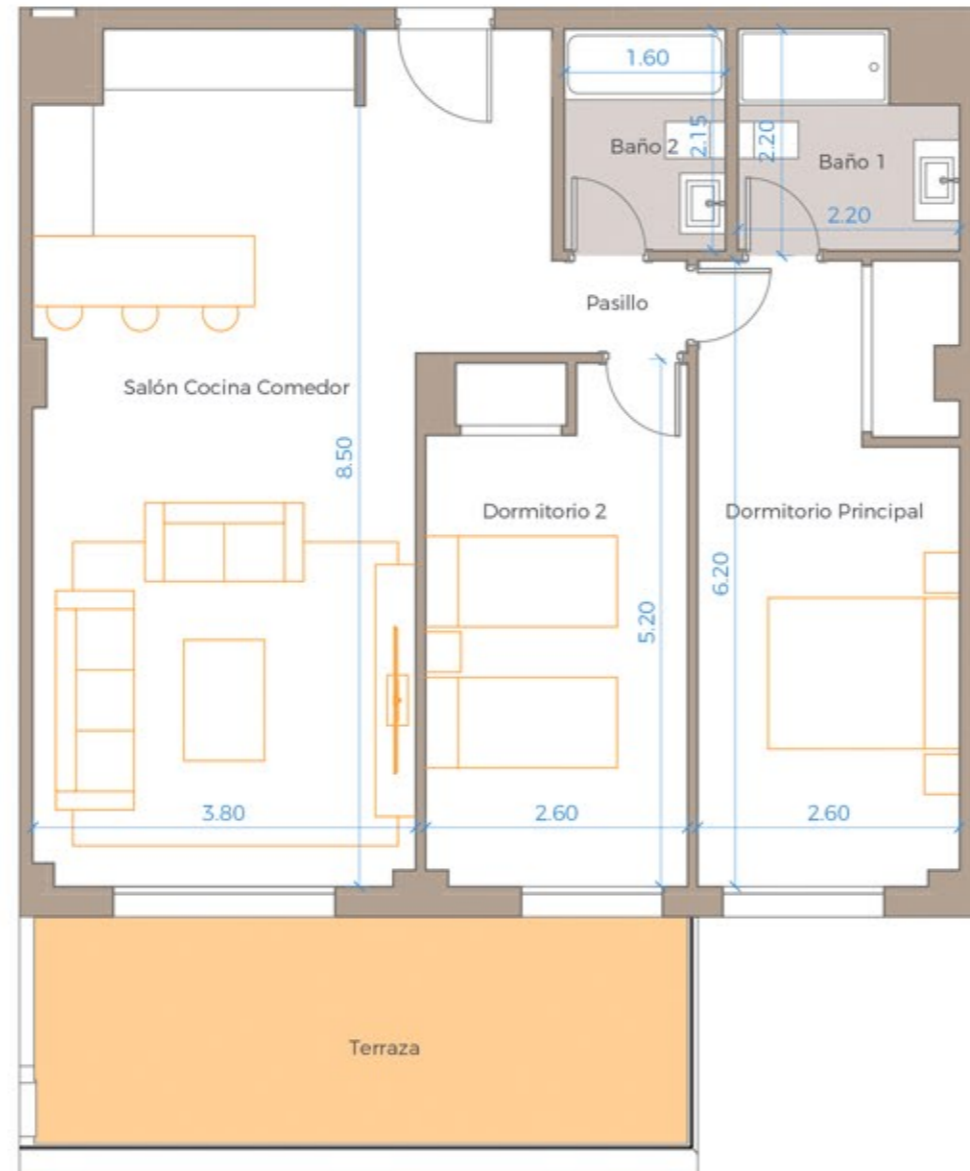 1.60
2.15
2.20
Baño 2
Baño 1
2.20
Pasillo
Salón Cocina Comedor
8.50
Dormitorio 2
Dormitorio Principal
6.20
5.20
3.80
2.60
2.60
Terraza